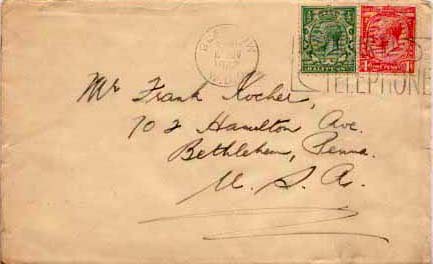 TELEPHONE
Mr Frank Kocher,
702 Hamilton Ave.
Bethlehem, Penna.
U. S. A.